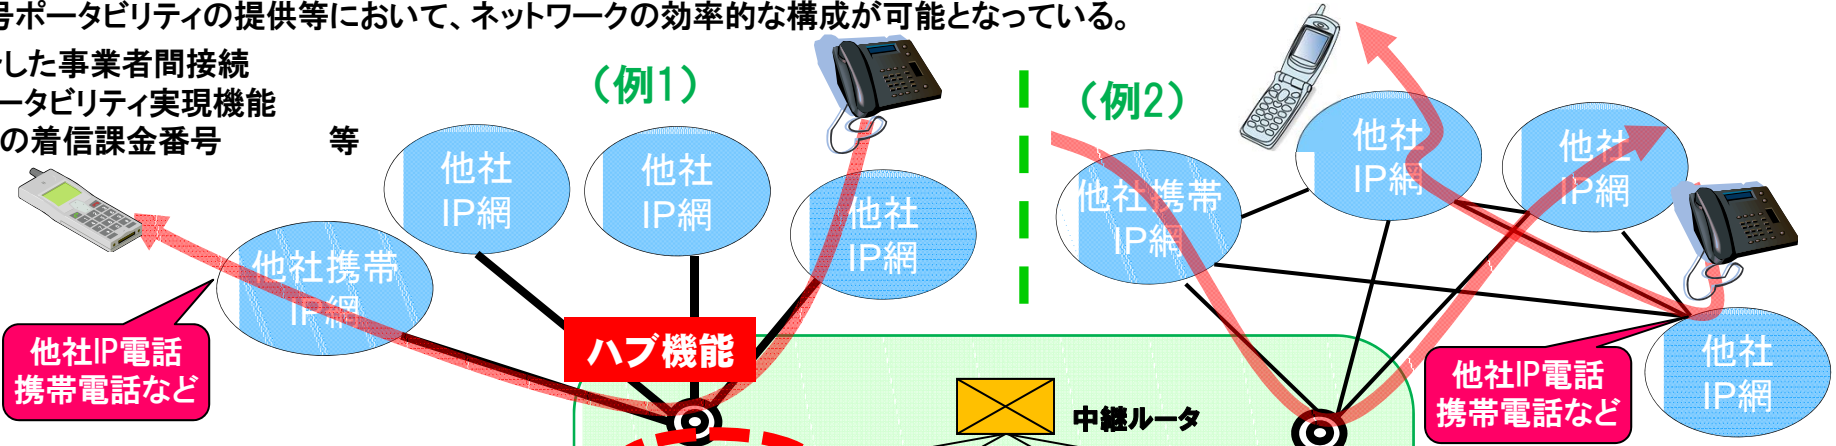 号ポータビリティの提供等において、ネットワークの効率的な構成が可能となっている。
した事業者間接続
ータビリティ実現機能
の着信課金番号 等
(例1)
(例2)
他社
IP網
他社
IP網
他社
IP網
他社携帯
IP網
他社携帯
IP網
他社
IP網
他社
IP網
他社
IP網
他社IP電話
携帯電話など
ハブ機能
中継ルータ
他社IP電話
携帯電話など